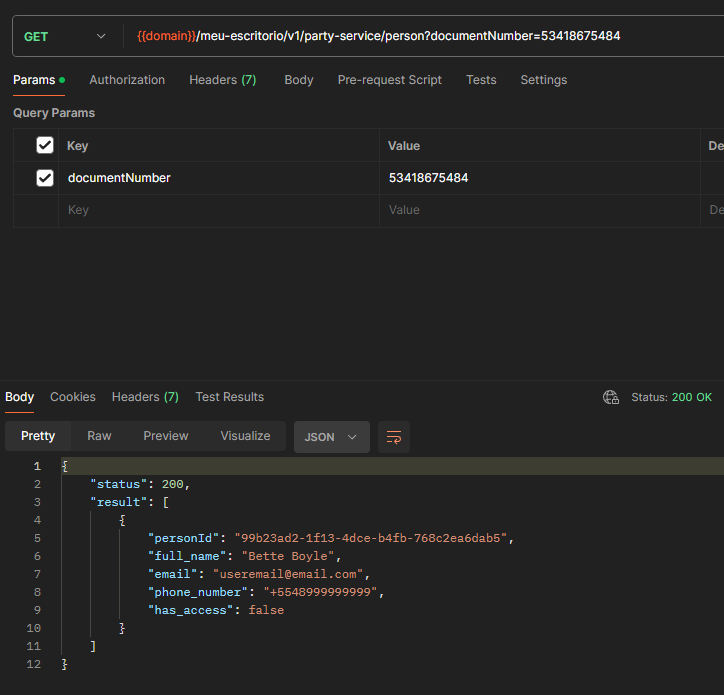 GET {{domain}}/meu-escritorio/v1/party-service/person?documentNumber=53418675484
Params Authorization Headers (7) Body Pre-request Script Tests Settings
Query Params
Key Value De
documentNumber 53418675484
Key Value De
Body Cookies Headers (7) Test Results Status: 200 OK
Pretty Raw Preview Visualize JSON
1 {
2 "status": 200,
3 "result": [
4 {
5 "personId": "99b23ad2-1f13-4dce-b4fb-768c2ea6dab5",
6 "full_name": "Bette Boyle",
7 "email": "useremail@email.com",
8 "phone_number": "+5548999999999",
9 "has_access": false
10 }
11 ]
12 }